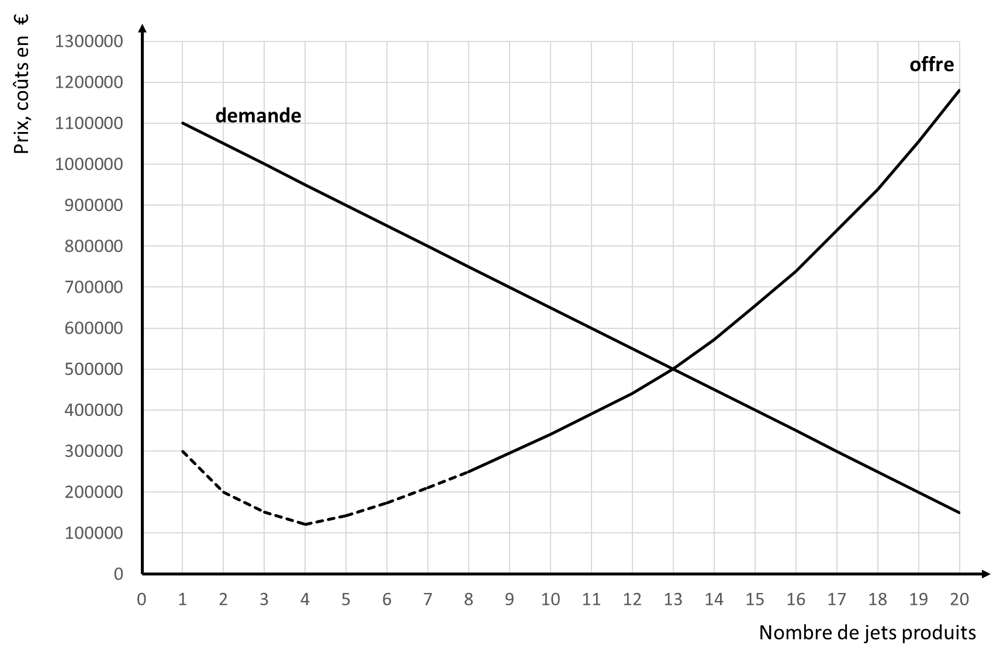 Prix, coûts en €
1300000
1200000
1100000
1000000
900000
800000
700000
600000
500000
400000
300000
200000
100000
0
offre
demande
0 1 2 3 4 5 6 7 8 9 10 11 12 13 14 15 16 17 18 19 20
Nombre de jets produits